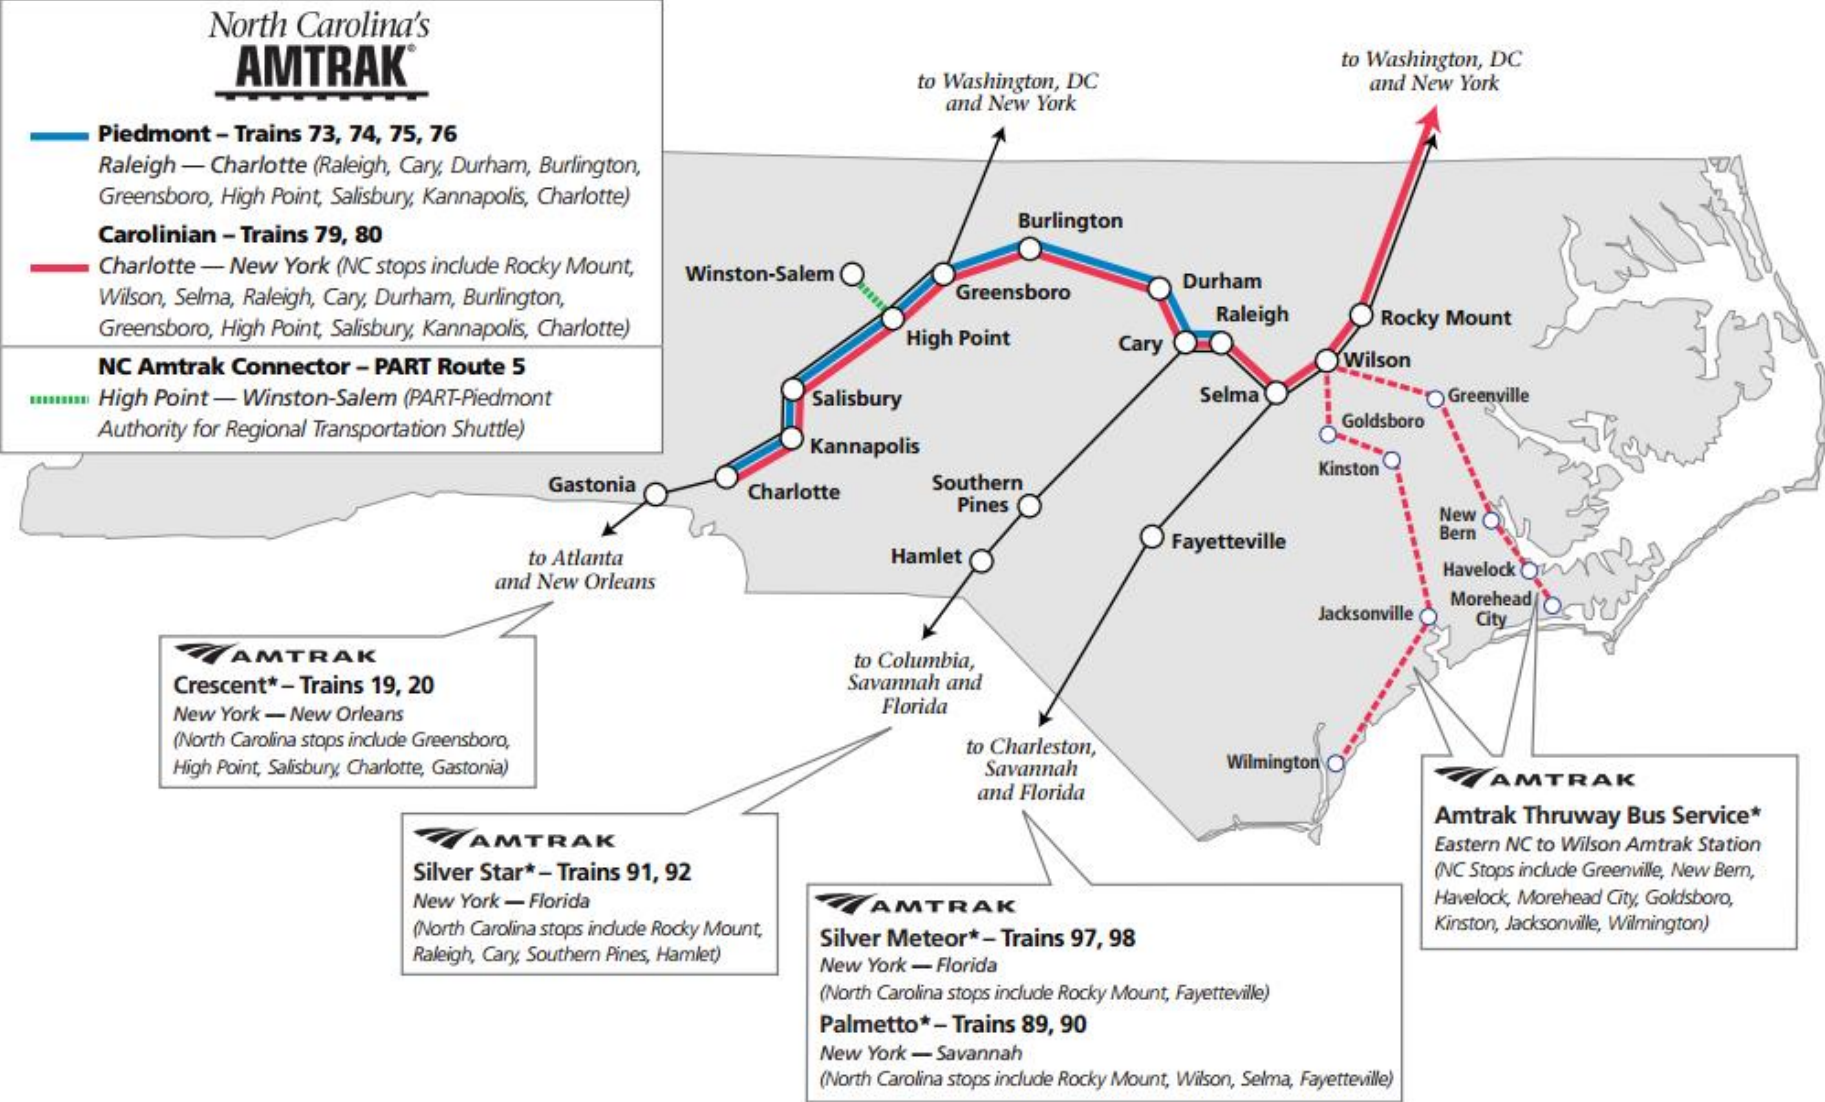 North Carolina's
AMTRAK®
Piedmont – Trains 73, 74, 75, 76
Raleigh — Charlotte (Raleigh, Cary, Durham, Burlington,
Greensboro, High Point, Salisbury, Kannapolis, Charlotte)
Carolinian – Trains 79, 80
Charlotte — New York (NC stops include Rocky Mount,
Wilson, Selma, Raleigh, Cary, Durham, Burlington,
Greensboro, High Point, Salisbury, Kannapolis, Charlotte)
NC Amtrak Connector – PART Route 5
High Point — Winston-Salem (PART-Piedmont
Authority for Regional Transportation Shuttle)
to Washington, DC
and New York
to Washington, DC
and New York
Burlington
Winston-Salem
Greensboro
Durham
Raleigh
High Point
Cary
Rocky Mount
Wilson
Selma
Salisbury
Greenville
Goldsboro
Kannapolis
Kinston
Gastonia
Charlotte
Southern
Pines
New
Bern
Fayetteville
Hamlet
Havelock
to Atlanta
and New Orleans
Jacksonville
Morehead
City
to Columbia,
Savannah and
Florida
to Charleston,
Savannah
and Florida
Wilmington
AMTRAK
Crescent* – Trains 19, 20
New York — New Orleans
(North Carolina stops include Greensboro,
High Point, Salisbury, Charlotte, Gastonia)
AMTRAK
Silver Star* – Trains 91, 92
New York — Florida
(North Carolina stops include Rocky Mount,
Raleigh, Cary, Southern Pines, Hamlet)
AMTRAK
Silver Meteor* – Trains 97, 98
New York — Florida
(North Carolina stops include Rocky Mount, Fayetteville)
Palmetto* – Trains 89, 90
New York — Savannah
(North Carolina stops include Rocky Mount, Wilson, Selma, Fayetteville)
AMTRAK
Amtrak Thruway Bus Service*
Eastern NC to Wilson Amtrak Station
(NC Stops include Greenville, New Bern,
Havelock, Morehead City, Goldsboro,
Kinston, Jacksonville, Wilmington)